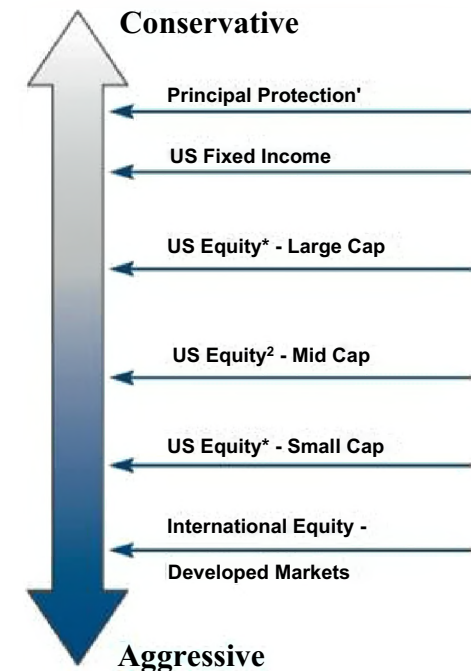 Conservative
Principal Protection'
US Fixed Income
US Equity* - Large Cap
US Equity² - Mid Cap
US Equity* - Small Cap
International Equity -
Developed Markets
Aggressive